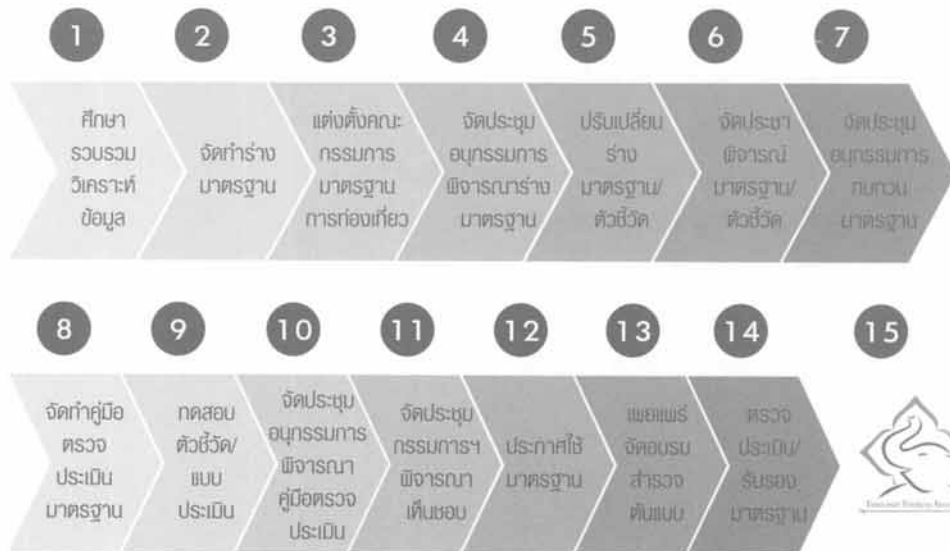 1 2 3 4 5 6 7
ศึกษา
รวบรวม
วิเคราะห์
ข้อมูล
จัดทำร่าง
มาตรฐาน
แต่งตั้งคณะ
กรรมการ
มาตรฐาน
การท่องเที่ยว
จัดประชุม
อนุกรรมการ
พิจารณาร่าง
มาตรฐาน
ปรับเปลี่ยน
ร่าง
มาตรฐาน/
ตัวชี้วัด
จัดประชา
พิจารณ์
มาตรฐาน/
ตัวชี้วัด
จัดประชุม
อนุกรรมการ
ทบทวน
มาตรฐาน
8 9 10 11 12 13 14 15
จัดทำคู่มือ
ตรวจ
ประเมิน
มาตรฐาน
ทดสอบ
ตัวชี้วัด/
แบบ
ประเมิน
จัดประชุม
อนุกรรมการ
พิจารณา
คู่มือตรวจ
ประเมิน
จัดประชุม
กรรมการฯ
พิจารณา
เห็นชอบ
ประกาศใช้
มาตรฐาน
เผยแพร่
จัดอบรม
สำรวจ
ต้นแบบ
ตรวจ
ประเมิน/
รับรอง
มาตรฐาน